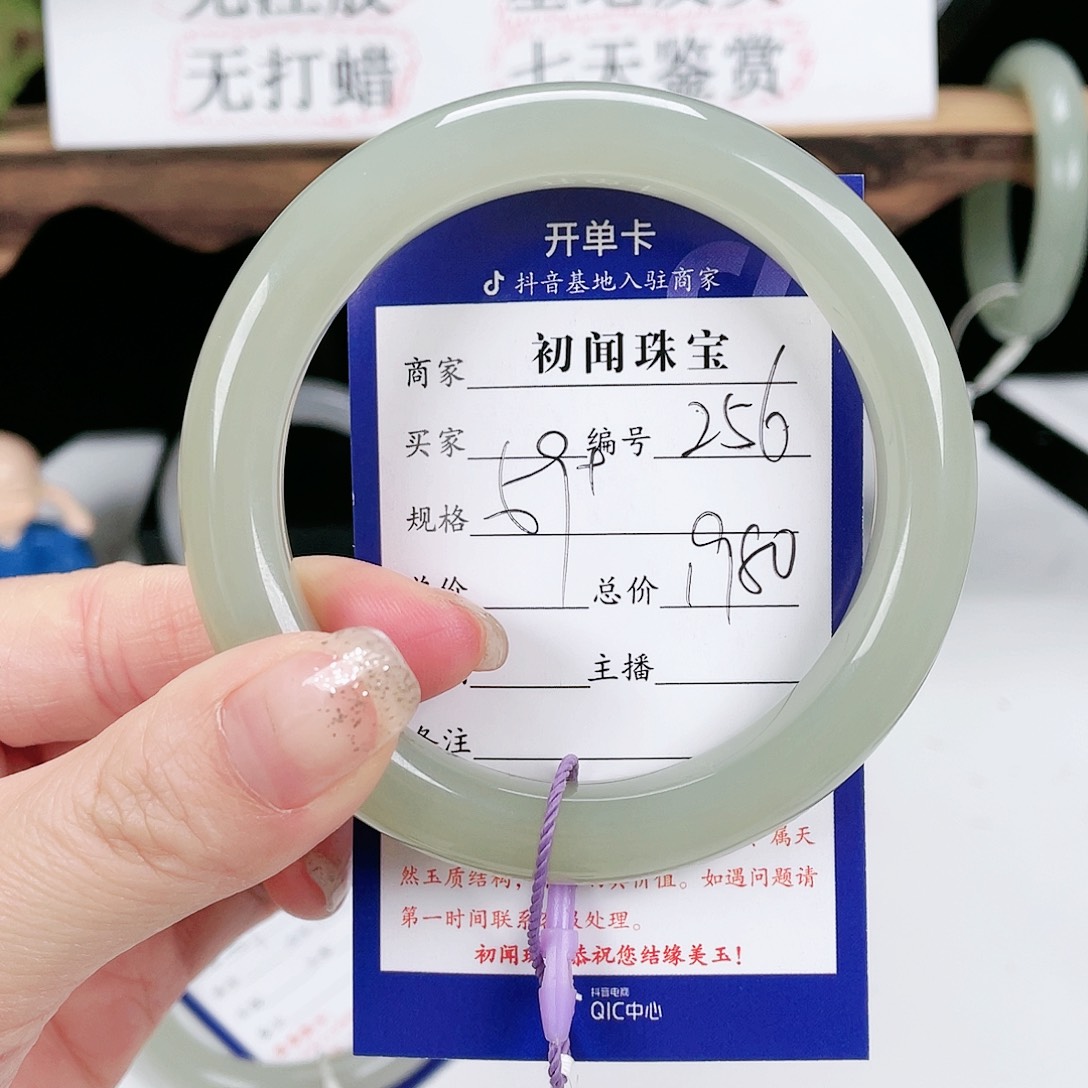 无打蜡 七天鉴赏
开单卡
抖音基地入驻商家
商家 初闻珠宝
买家 编号 256
规格 59+
总价 1980
主播
备注
属天
然玉质结构, 价值。如遇问题请
第一时间联系 处理。
初闻 恭祝您结缘美玉!
抖音电商
QIC中心